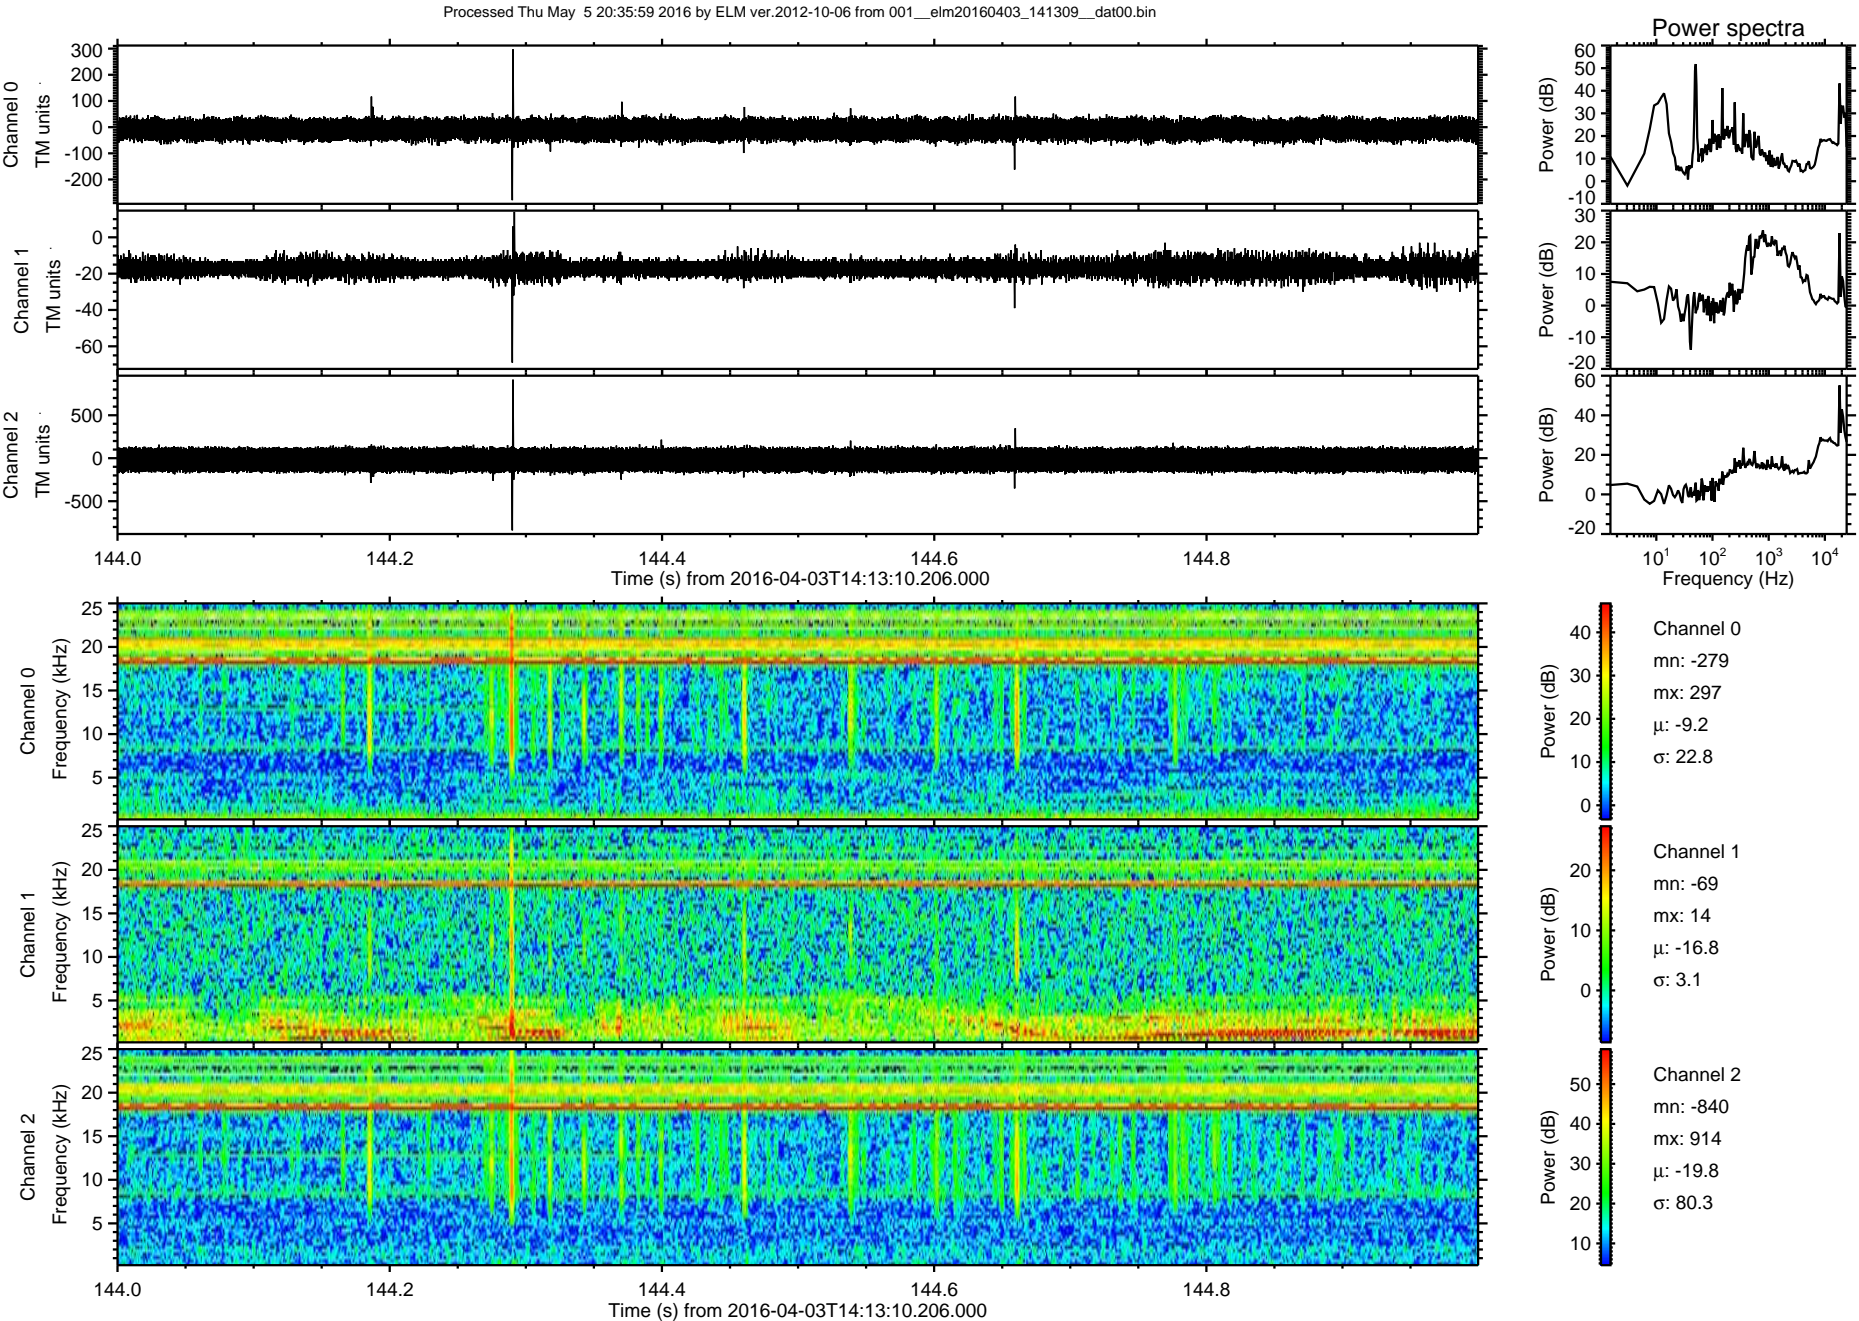 Processed Thu May  5 20:35:59 2016 by ELM ver.2012-10-06 from 001__elm20160403_141309__dat00.bin
Power spectra
Channel 0
TM units
300
200
100
0
-100
-200
Power (dB)
60
50
40
30
20
10
0
-10
Channel 1
TM units
0
-20
-40
-60
Power (dB)
30
20
10
0
-10
-20
Channel 2
TM units
500
0
-500
Power (dB)
60
40
20
0
-20
144.0 144.2 144.4 144.6 144.8
Time (s) from 2016-04-03T14:13:10.206.000
10¹ 10² 10³ 10⁴
Frequency (Hz)
Channel 0
Frequency (kHz)
25
20
15
10
5
Power (dB)
40
30
20
10
0
Channel 0
mn: -279
mx: 297
μ: -9.2
σ: 22.8
Channel 1
Frequency (kHz)
25
20
15
10
5
Power (dB)
20
10
0
Channel 1
mn: -69
mx: 14
μ: -16.8
σ: 3.1
Channel 2
Frequency (kHz)
25
20
15
10
5
Power (dB)
50
40
30
20
10
Channel 2
mn: -840
mx: 914
μ: -19.8
σ: 80.3
144.0 144.2 144.4 144.6 144.8
Time (s) from 2016-04-03T14:13:10.206.000